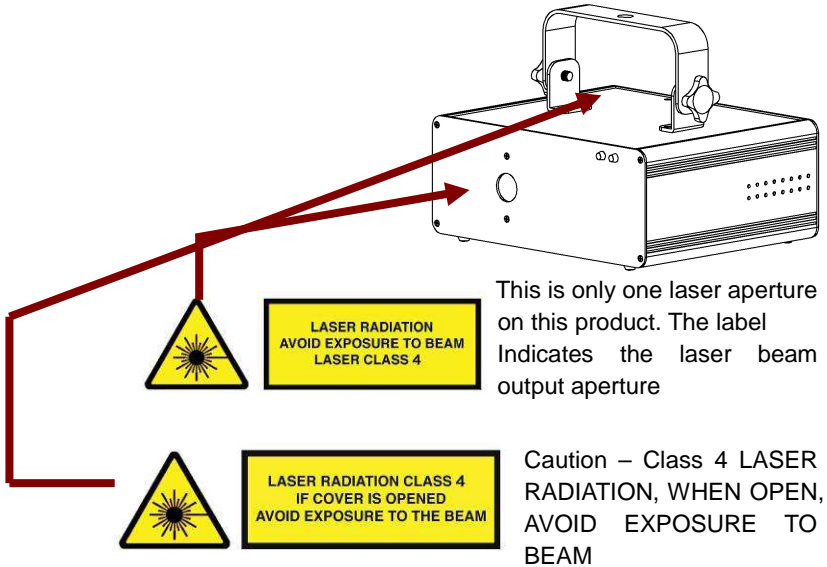 LASER RADIATION
AVOID EXPOSURE TO BEAM
LASER CLASS 4
This is only one laser aperture
on this product. The label
Indicates the laser beam
output aperture
LASER RADIATION CLASS 4
IF COVER IS OPENED
AVOID EXPOSURE TO THE BEAM
Caution – Class 4 LASER
RADIATION, WHEN OPEN,
AVOID EXPOSURE TO
BEAM